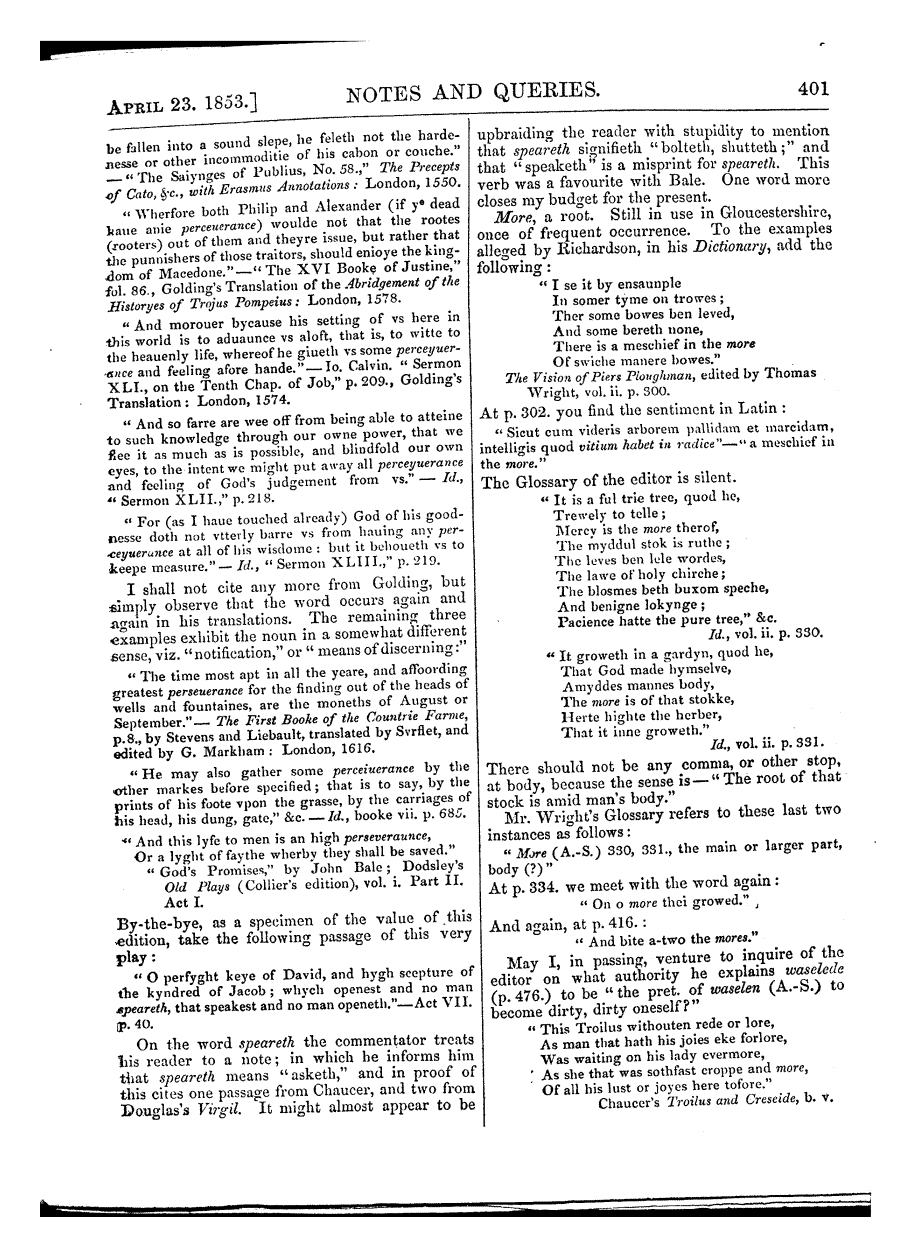 APRIL 23. 1853.] NOTES AND QUERIES. 401
be fallen into a sound slepe, he feleth not the harde-
nesse or other incommoditie of his cabon or couche."
— "The Saiynges of Publius, No. 58.," The Precepts
of Cato, &c., with Erasmus Annotations: London, 1550.
"Wherfore both Philip and Alexander (if ye dead
haue anie perceuerance) woulde not that the rootes
(rooters) out of them and theyre issue, but rather that
the punnishers of those traitors, should enioye the king-
dom of Macedone."—"The XVI Booke of Justine,"
fol. 86., Golding's Translation of the Abridgement of the
Historyes of Trojus Pompeius: London, 1578.
"And morouer bycause his setting of vs here in
this world is to aduaunce vs aloft, that is, to witte to
the heauenly life, whereof he giueth vs some perceyuer-
ance and feeling afore hande."—Io. Calvin. "Sermon
XLI., on the Tenth Chap. of Job," p. 209., Golding's
Translation: London, 1574.
"And so farre are wee off from being able to atteine
to such knowledge through our owne power, that we
flee it as much as is possible, and blindfold our own
eyes, to the intent we might put away all perceyuerance
and feeling of God's judgement from vs."— Id.,
"Sermon XLII.," p. 218.
"For (as I haue touched already) God of his good-
nesse doth not vtterly barre vs from hauing any per-
ceyuerance at all of his wisdome: but it behoueth vs to
keepe measure."— Id., "Sermon XLIII.," p. 219.
I shall not cite any more from Golding, but
simply observe that the word occurs again and
again in his translations. The remaining three
examples exhibit the noun in a somewhat different
sense, viz. "notification," or "means of discerning:"
"The time most apt in all the yeare, and affoording
greatest perseuerance for the finding out of the heads of
wells and fountaines, are the moneths of August or
September."— The First Booke of the Countrie Farme,
p. 8., by Stevens and Liebault, translated by Svrflet, and
edited by G. Markham: London, 1616.
"He may also gather some perceiuerance by the
other markes before specified; that is to say, by the
prints of his foote vpon the grasse, by the carriages of
his head, his dung, gate," &c.—Id., booke vii. p. 685.
"And this lyfe to men is an high perseveraunce,
Or a lyght of faythe wherby they shall be saved."
"God's Promises," by John Bale; Dodsley's
Old Plays (Collier's edition), vol. i. Part II.
Act I.
By-the-bye, as a specimen of the value of this
edition, take the following passage of this very
play:
"O perfyght keye of David, and hygh scepture of
the kyndred of Jacob; whych openest and no man
speareth, that speakest and no man openeth."—Act VII.
p. 40.
On the word speareth the commentator treats
his reader to a note; in which he informs him
that speareth means "asketh," and in proof of
this cites one passage from Chaucer, and two from
Douglas's Virgil. It might almost appear to be
upbraiding the reader with stupidity to mention
that speareth signifieth "bolteth, shutteth;" and
that "speaketh" is a misprint for speareth. This
verb was a favourite with Bale. One word more
closes my budget for the present.
More, a root. Still in use in Gloucestershire,
once of frequent occurrence. To the examples
alleged by Richardson, in his Dictionary, add the
following:
"I se it by ensaunple
In somer tyme on trowes;
Ther some bowes ben leved,
And some bereth none,
There is a meschief in the more
Of swiche manere bowes."
The Vision of Piers Ploughman, edited by Thomas
Wright, vol. ii. p. 300.
At p. 302. you find the sentiment in Latin:
"Sicut cum videris arborem pallidam et marcidam,
intelligis quod vitium habet in radice"—"a meschief in
the more."
The Glossary of the editor is silent.
"It is a ful trie tree, quod he,
Trewely to telle;
Mercy is the more therof,
The myddul stok is ruthe;
The leves ben lele wordes,
The lawe of holy chirche;
The blosmes beth buxom speche,
And benigne lokynge;
Pacience hatte the pure tree," &c.
Id., vol. ii. p. 330.
"It groweth in a gardyn, quod he,
That God made hymselve,
Amyddes mannes body,
The more is of that stokke,
Herte highte the herber,
That it inne groweth."
Id., vol. ii. p. 331.
There should not be any comma, or other stop,
at body, because the sense is—"The root of that
stock is amid man's body."
Mr. Wright's Glossary refers to these last two
instances as follows:
"More (A.-S.) 330, 331., the main or larger part,
body (?)"
At p. 334. we meet with the word again:
"On o more thei growed."
And again, at p. 416.:
"And bite a-two the mores."
May I, in passing, venture to inquire of the
editor on what authority he explains waselede
(p. 476.) to be "the pret. of waselen (A.-S.) to
become dirty, dirty oneself?"
"This Troilus withouten rede or lore,
As man that hath his joies eke forlore,
Was waiting on his lady evermore,
As she that was sothfast croppe and more,
Of all his lust or joyes here tofore."
Chaucer's Troilus and Creseide, b. v.